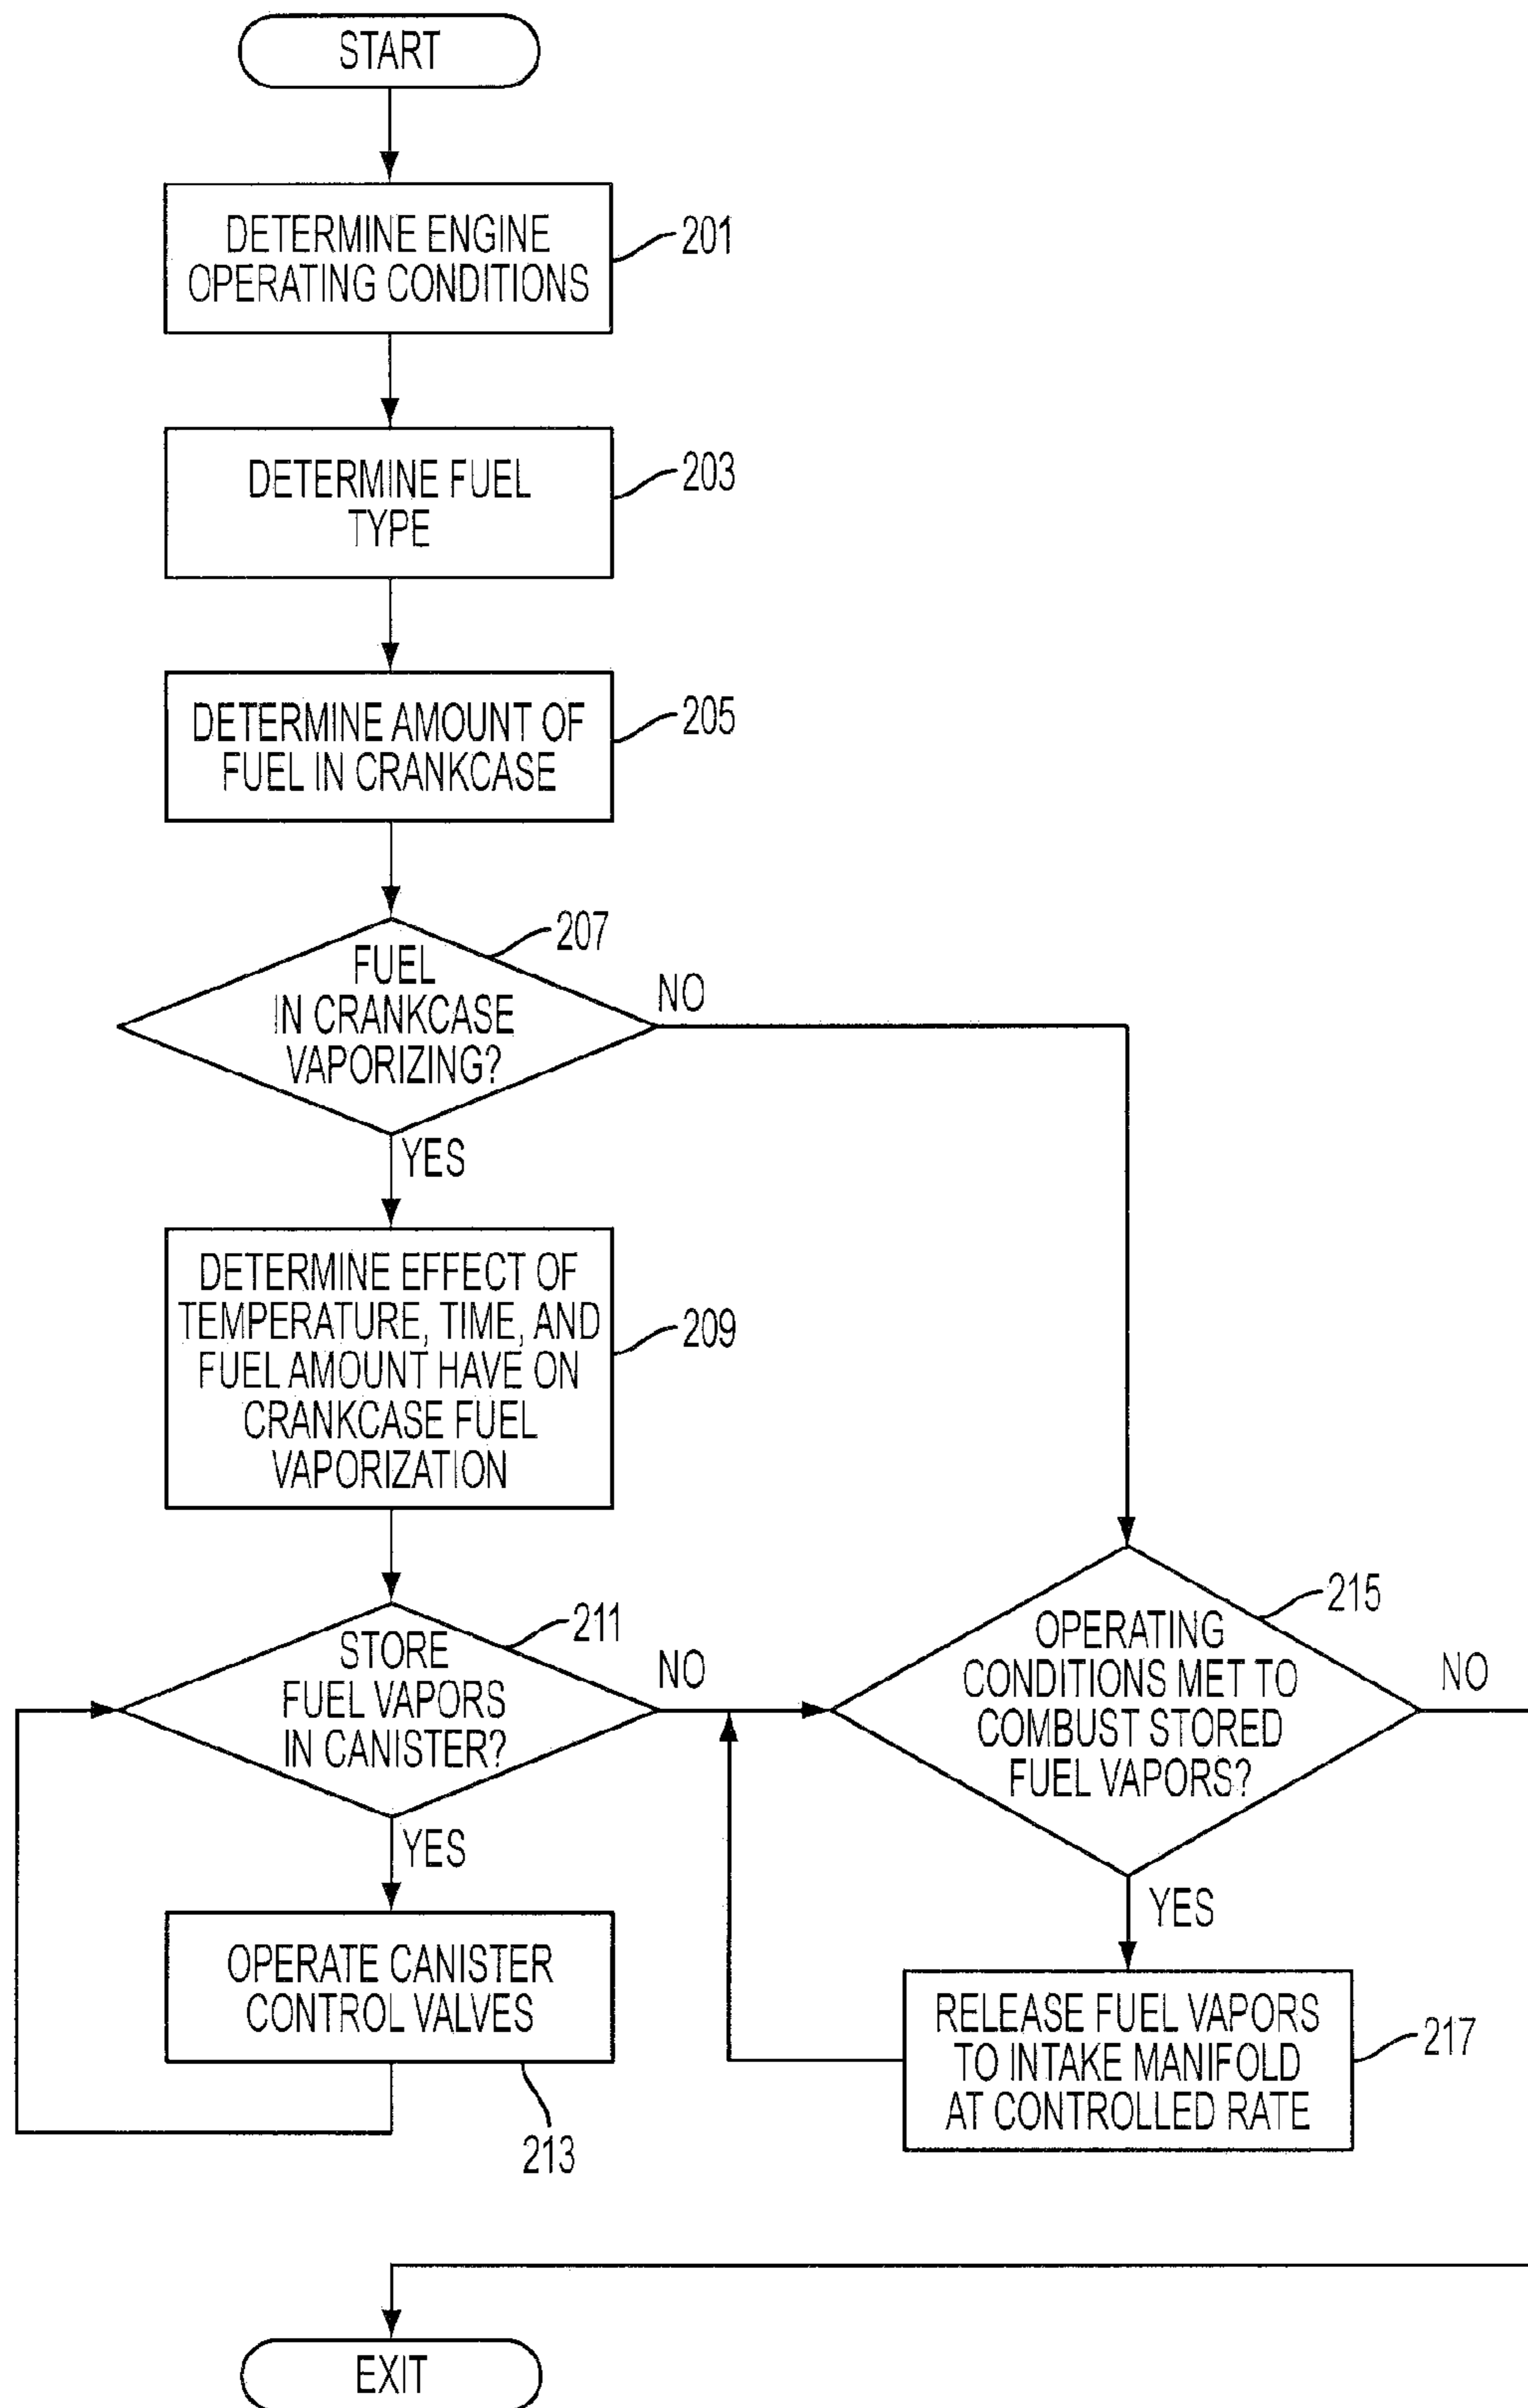 START
DETERMINE ENGINE
OPERATING CONDITIONS
201
DETERMINE FUEL
TYPE
203
DETERMINE AMOUNT OF
FUEL IN CRANKCASE
205
FUEL
IN CRANKCASE
VAPORIZING?
207
NO
YES
DETERMINE EFFECT OF
TEMPERATURE, TIME, AND
FUEL AMOUNT HAVE ON
CRANKCASE FUEL
VAPORIZATION
209
STORE
FUEL VAPORS
IN CANISTER?
211
NO
YES
OPERATE CANISTER
CONTROL VALVES
213
OPERATING
CONDITIONS MET TO
COMBUST STORED
FUEL VAPORS?
215
NO
YES
RELEASE FUEL VAPORS
TO INTAKE MANIFOLD
AT CONTROLLED RATE
217
EXIT